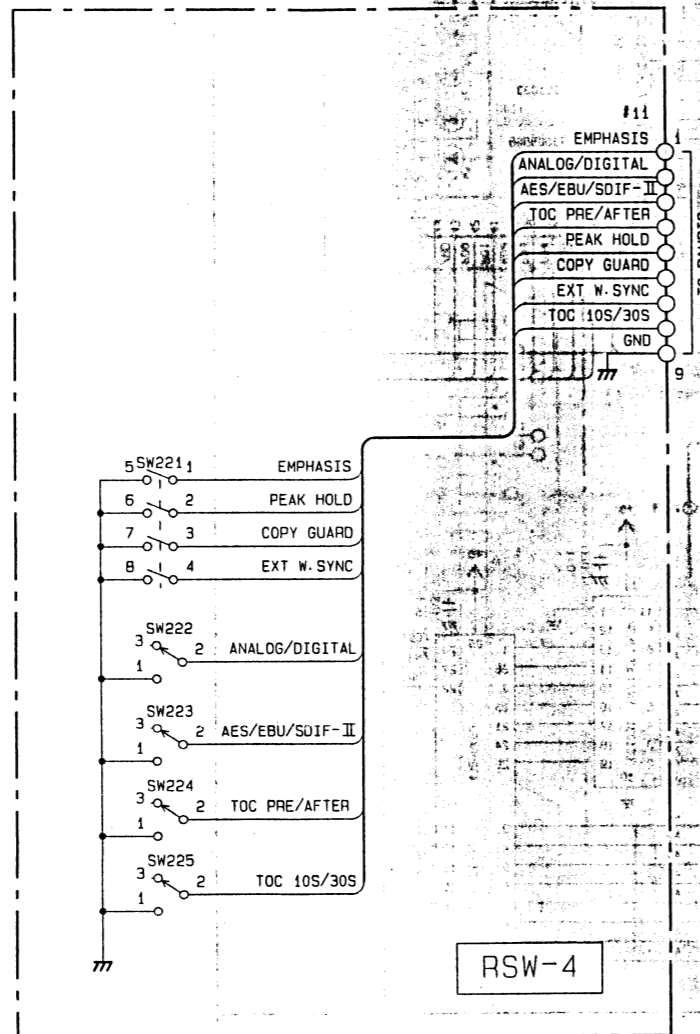 #11
EMPHASIS 1
ANALOG/DIGITAL
AES/EBU/SDIF-II
TOC PRE/AFTER
PEAK HOLD
COPY GUARD
EXT W.SYNC
TOC 10S/30S
GND
9
5 SW221 1 EMPHASIS
6 2 PEAK HOLD
7 3 COPY GUARD
8 4 EXT W.SYNC
SW222
3 2 ANALOG/DIGITAL
1
SW223
3 2 AES/EBU/SDIF-II
1
SW224
3 2 TOC PRE/AFTER
1
SW225
3 2 TOC 10S/30S
1
RSW-4